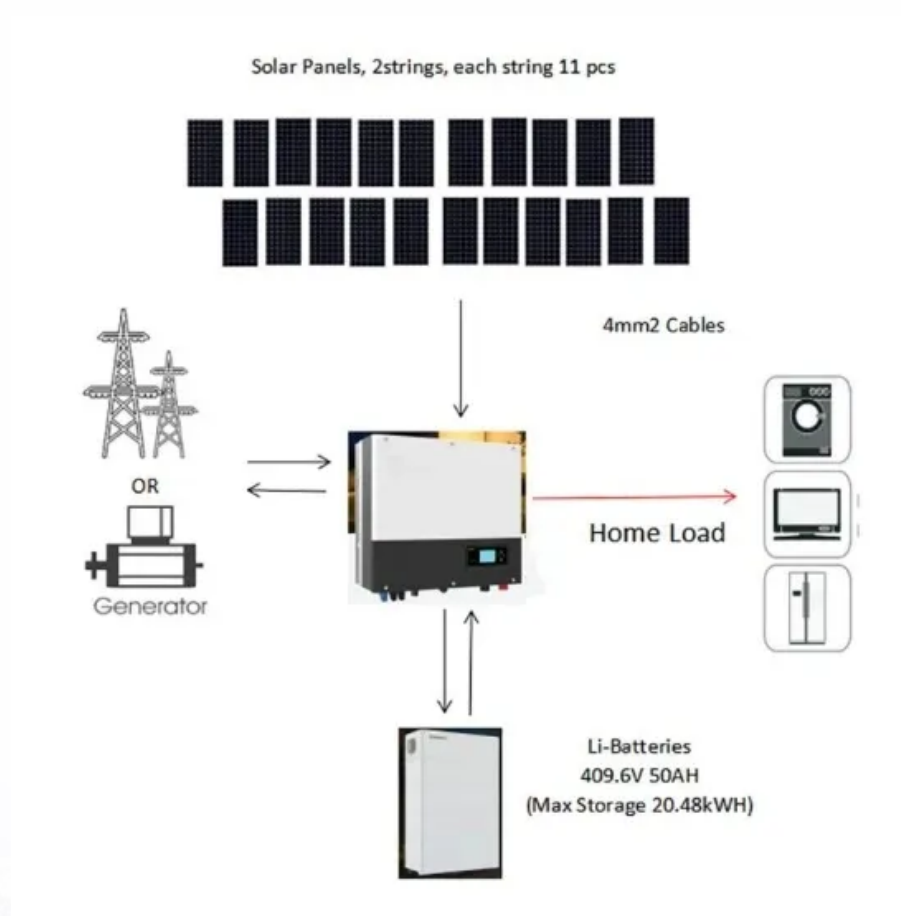 Solar Panels, 2strings, each string 11 pcs
4mm2 Cables
OR
Home Load
Generator
Li-Batteries
409.6V 50AH
(Max Storage 20.48kWH)